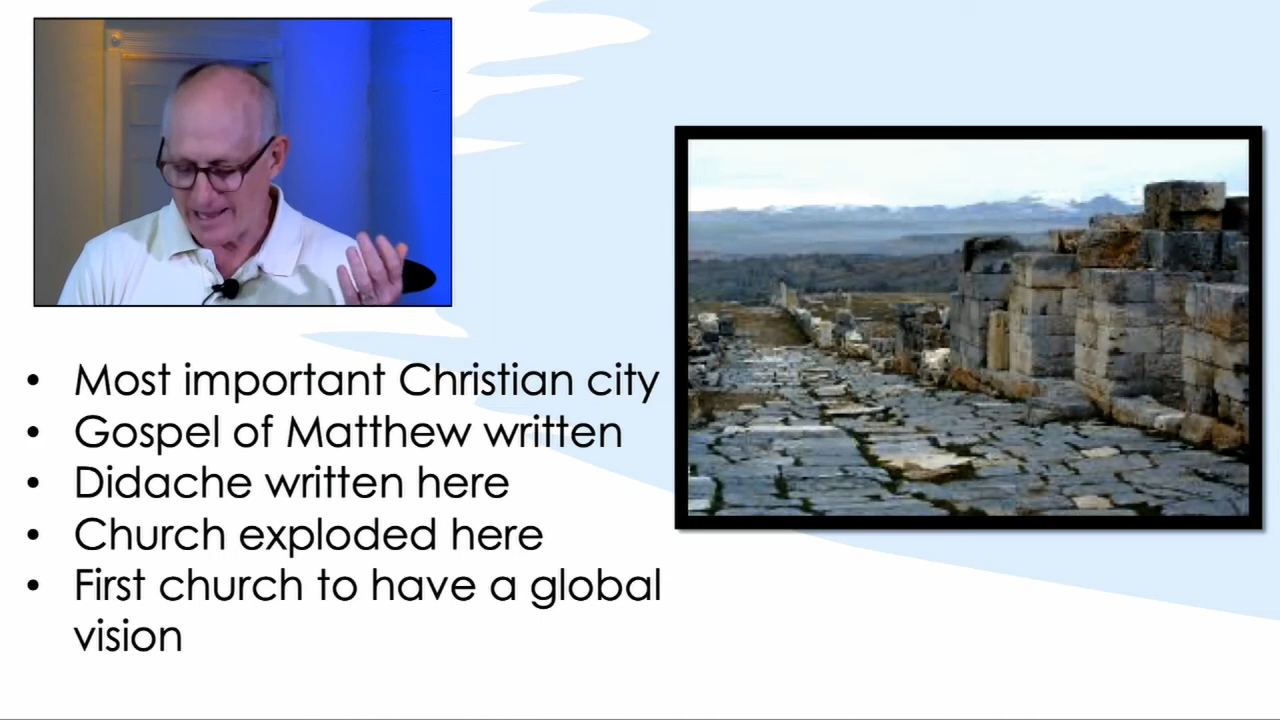 • Most important Christian city
• Gospel of Matthew written
• Didache written here
• Church exploded here
• First church to have a global
vision